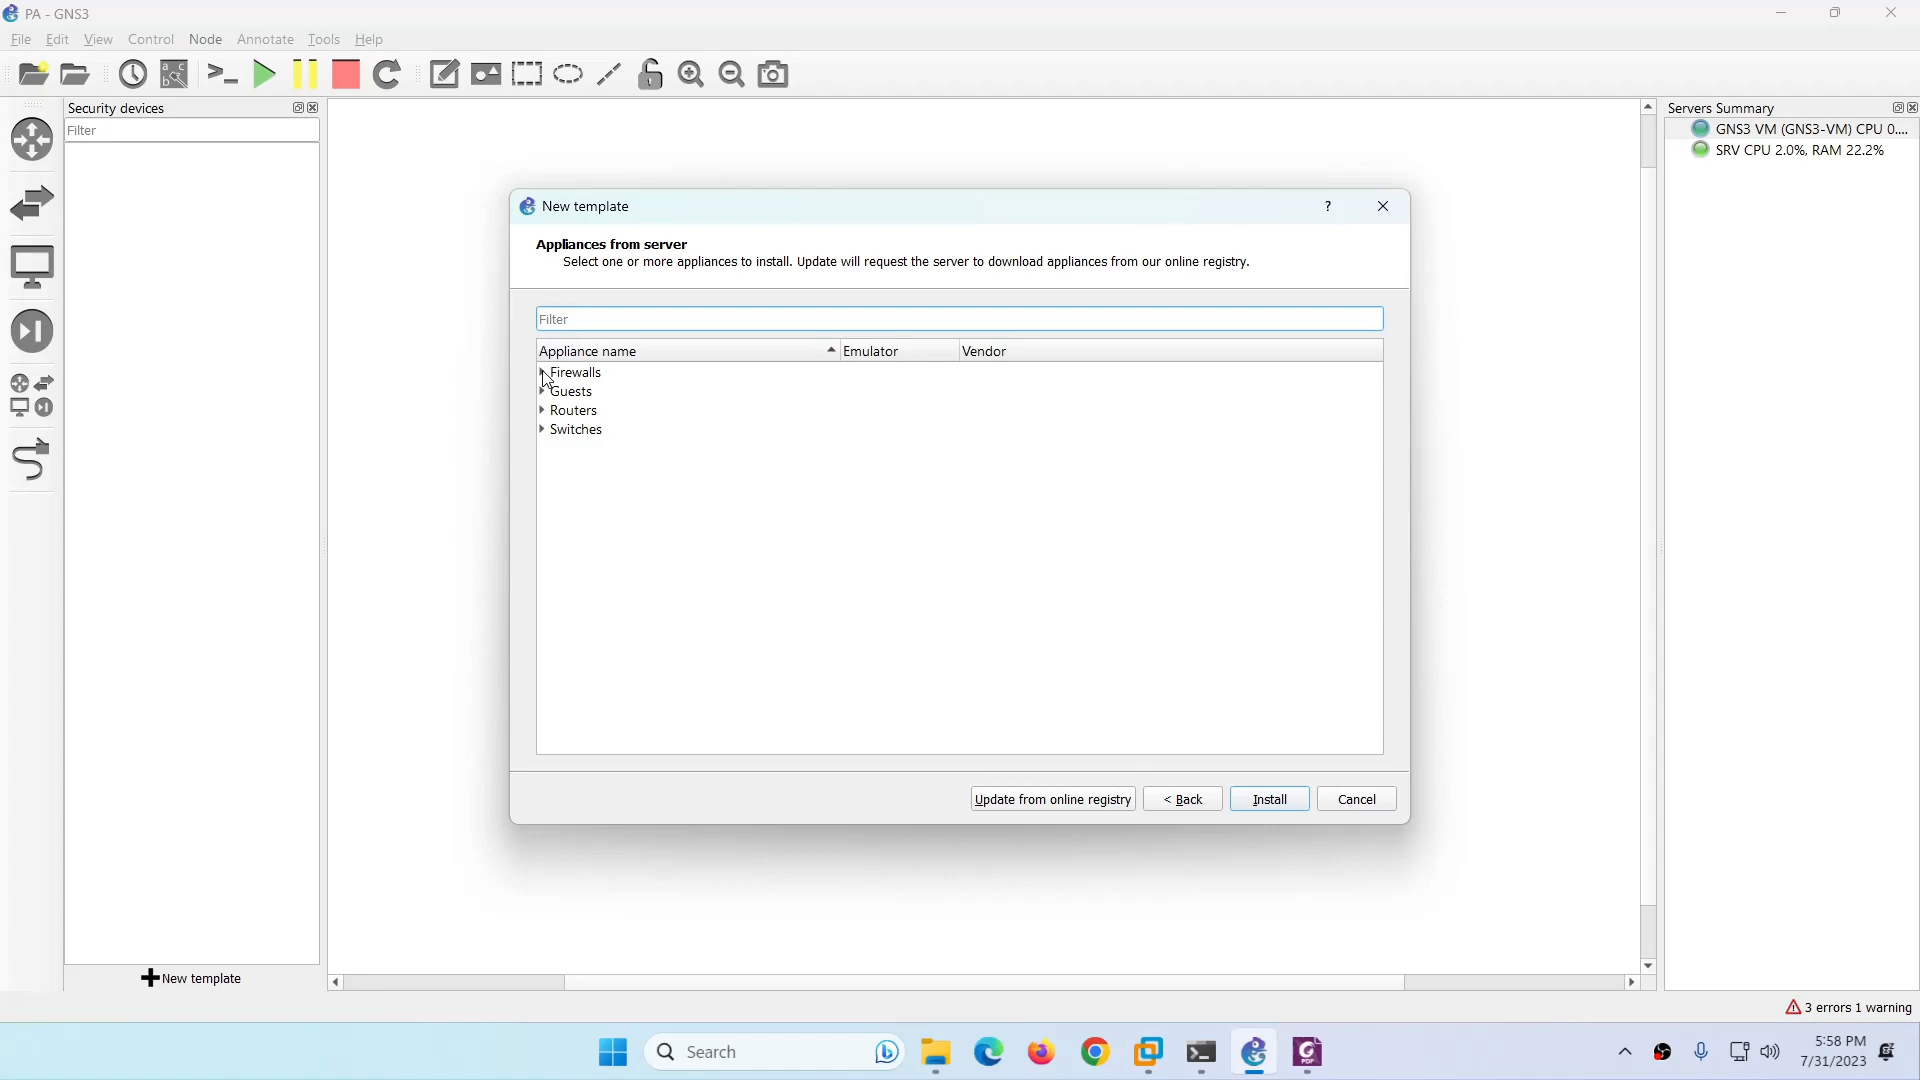 PA - GNS3
File Edit View Control Node Annotate Tools Help
Security devices
Filter
Servers Summary
GNS3 VM (GNS3-VM) CPU 0....
SRV CPU 2.0%, RAM 22.2%
New template
?
Appliances from server
Select one or more appliances to install. Update will request the server to download appliances from our online registry.
Filter
Appliance name Emulator Vendor
Firewalls
Guests
Routers
Switches
Update from online registry < Back Install Cancel
New template
3 errors 1 warning
Search
PDF
5:58 PM
7/31/2023